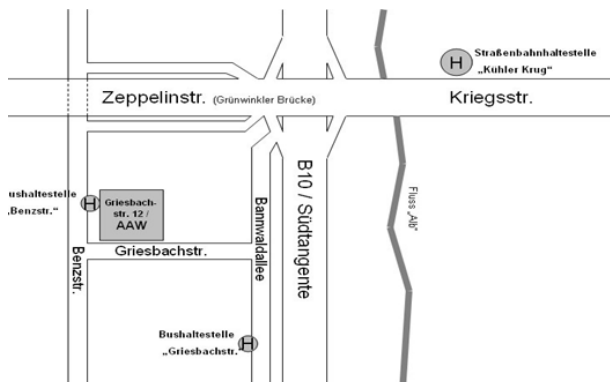 Straßenbahnhaltestelle
H
„Kühler Krug“
Zeppelinstr. (Grünwinkler Brücke)
Kriegsstr.
ushaltestelle
„Benzstr.“
H
Griesbach-
str. 12 /
AAW
Bannwaldallee
B10 / Südtangente
Fluss „Alb“
Benzstr.
Griesbachstr.
Bushaltestelle
„Griesbachstr.“
H